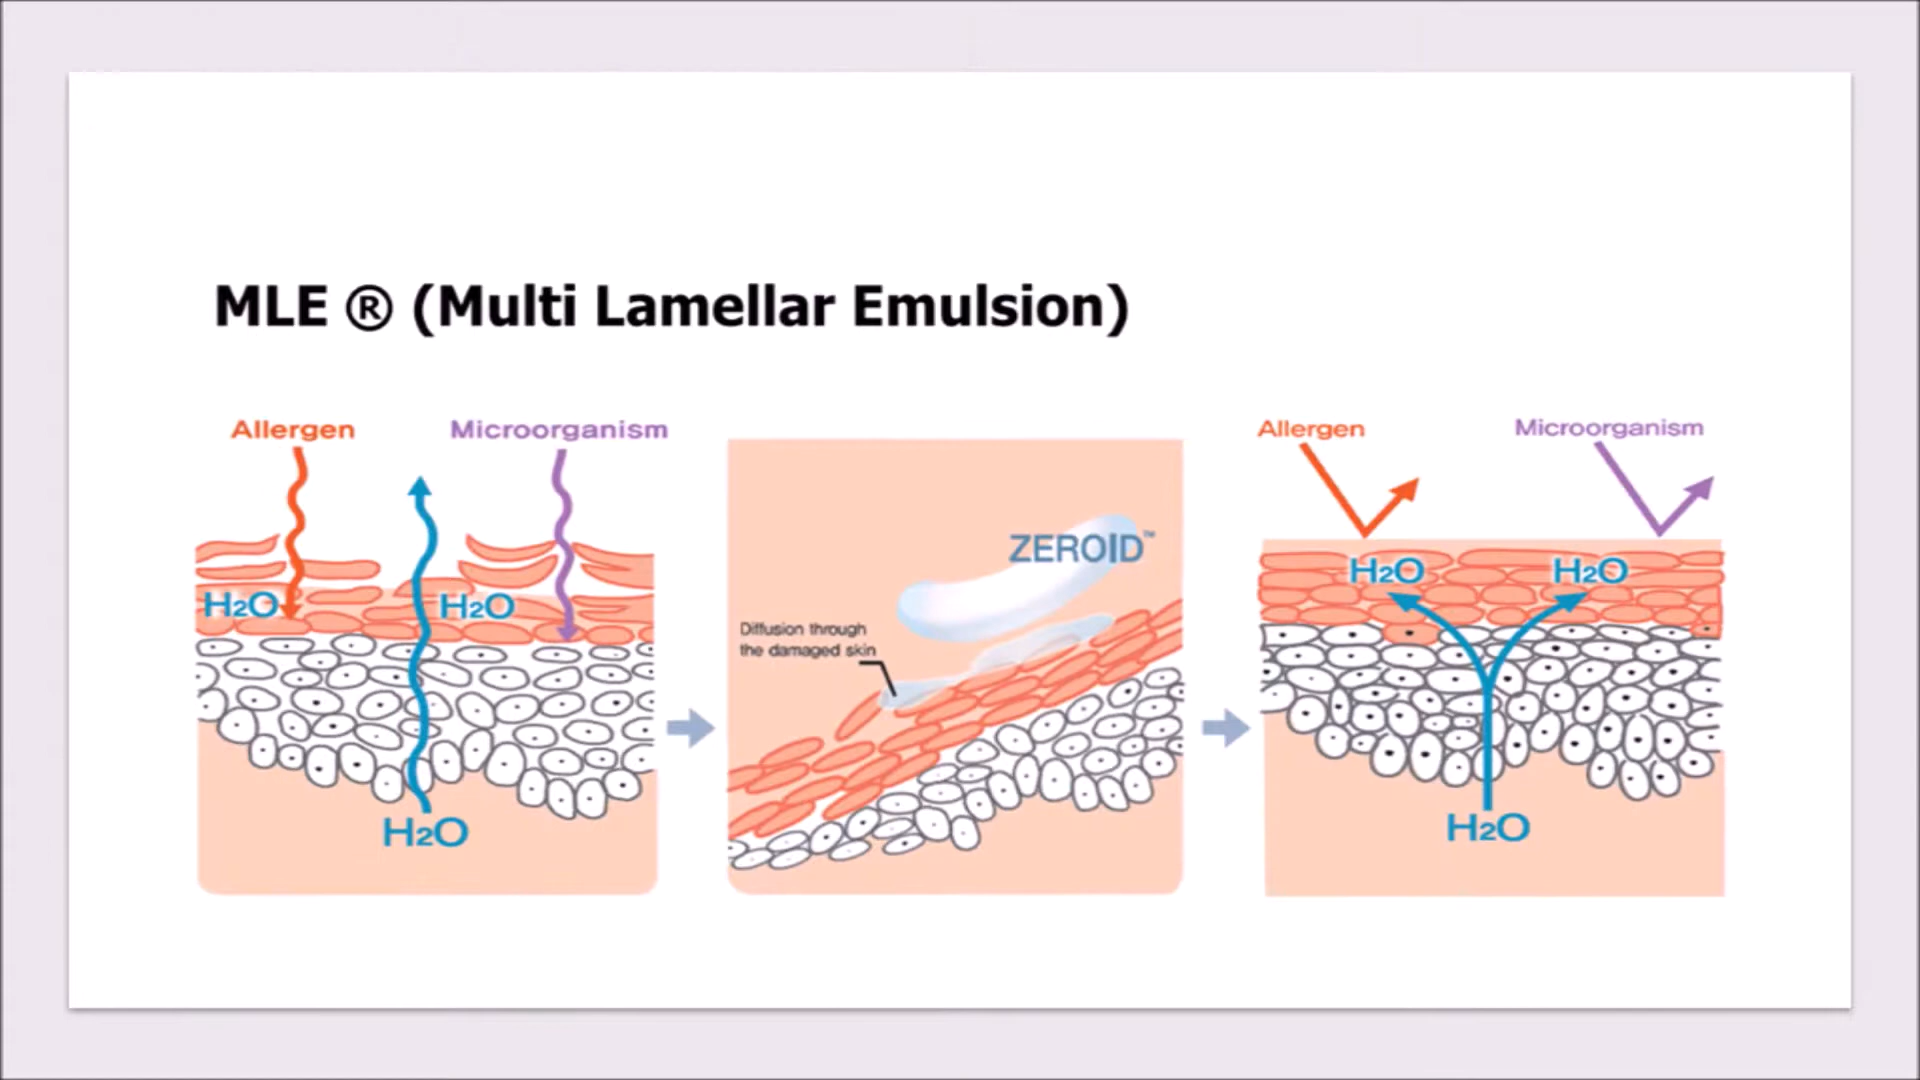 MLE ® (Multi Lamellar Emulsion)
Allergen
Microorganism
H2O
H2O
H2O
ZEROID™
Diffusion through
the damaged skin
Allergen
Microorganism
H2O
H2O
H2O